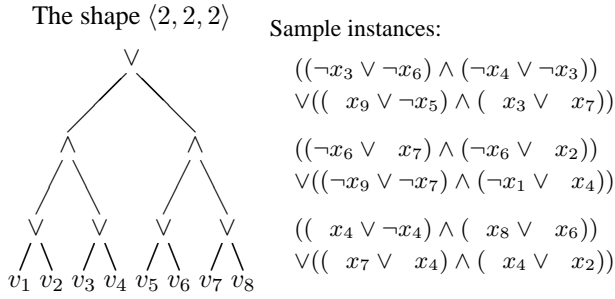 The shape ⟨2, 2, 2⟩
∨
∧ ∧
∨ ∨ ∨ ∨
v₁ v₂ v₃ v₄ v₅ v₆ v₇ v₈
Sample instances:
((¬x₃ ∨ ¬x₆) ∧ (¬x₄ ∨ ¬x₃))
∨(( x₉ ∨ ¬x₅) ∧ ( x₃ ∨ x₇))
((¬x₆ ∨ x₇) ∧ (¬x₆ ∨ x₂))
∨((¬x₉ ∨ ¬x₇) ∧ (¬x₁ ∨ x₄))
(( x₄ ∨ ¬x₄) ∧ ( x₈ ∨ x₆))
∨(( x₇ ∨ x₄) ∧ ( x₄ ∨ x₂))